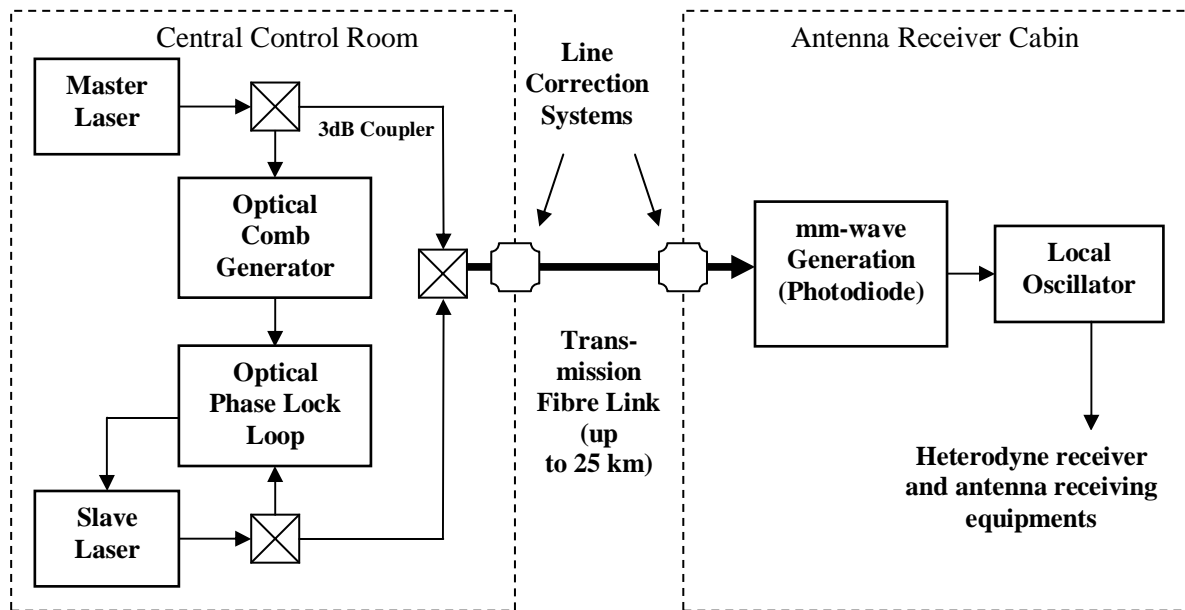 Central Control Room
Master
Laser
3dB Coupler
Optical
Comb
Generator
Optical
Phase Lock
Loop
Slave
Laser
Line
Correction
Systems
Trans-
mission
Fibre Link
(up
to 25 km)
Antenna Receiver Cabin
mm-wave
Generation
(Photodiode)
Local
Oscillator
Heterodyne receiver
and antenna receiving
equipments